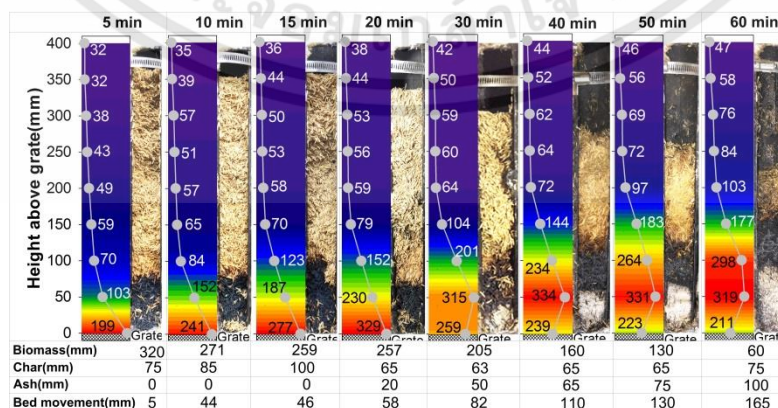 5 min 10 min 15 min 20 min 30 min 40 min 50 min 60 min
Height above grate(mm)
400 32 35 36 38 42 44 46 47
350 32 39 44 44 50 52 56 58
300 38 57 50 53 59 62 69 76
250 43 51 53 56 60 64 72 84
200 49 57 58 59 64 72 97 103
150 59 65 70 79 104 144 183 177
100 70 84 123 152 201 234 264 298
50 103 152 187 230 315 334 331 319
0 199 241 277 329 259 239 223 211
Grate Grate Grate Grate Grate Grate Grate Grate
Biomass(mm) 320 271 259 257 205 160 130 60
Char(mm) 75 85 100 65 63 65 65 75
Ash(mm) 0 0 0 20 50 65 75 100
Bed movement(mm) 5 44 46 58 82 110 130 165